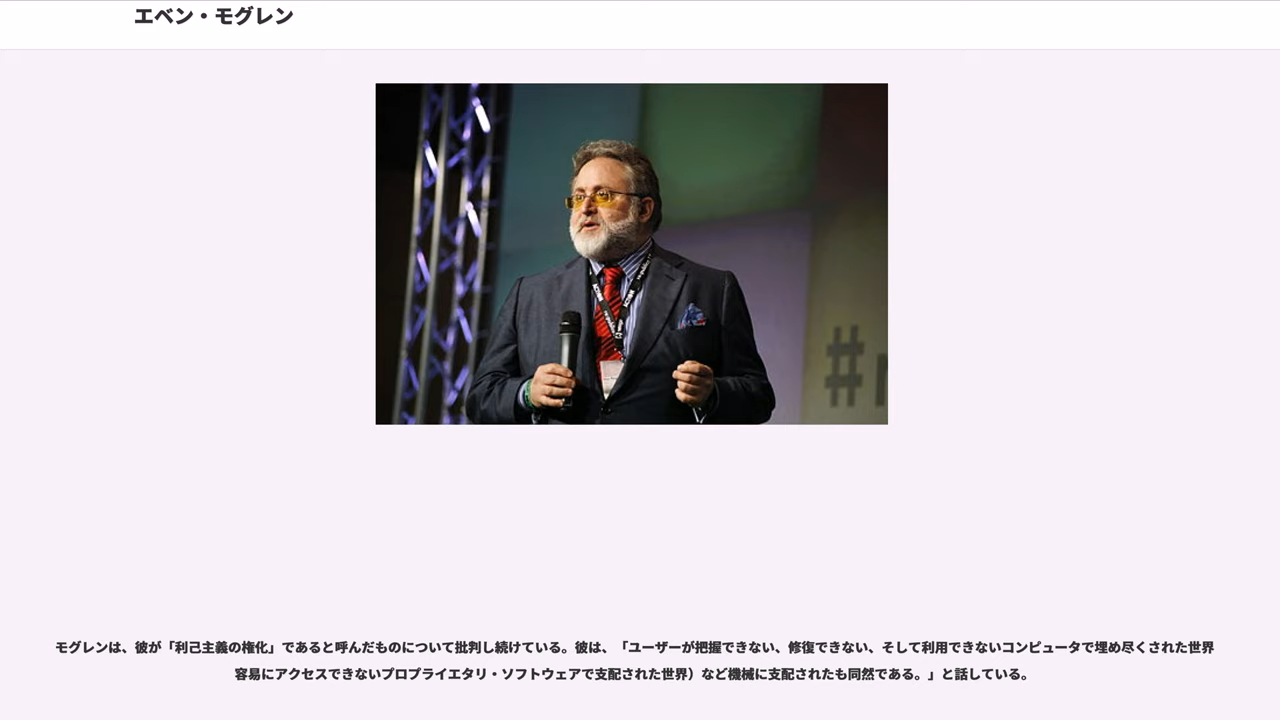 エベン・モグレン
#
モグレンは、彼が「利己主義の権化」であると呼んだものについて批判し続けている。彼は、「ユーザーが把握できない、修復できない、そして利用できないコンピュータで埋め尽くされた世界
容易にアクセスできないプロプライエタリ・ソフトウェアで支配された世界）など機械に支配されたも同然である。」と話している。